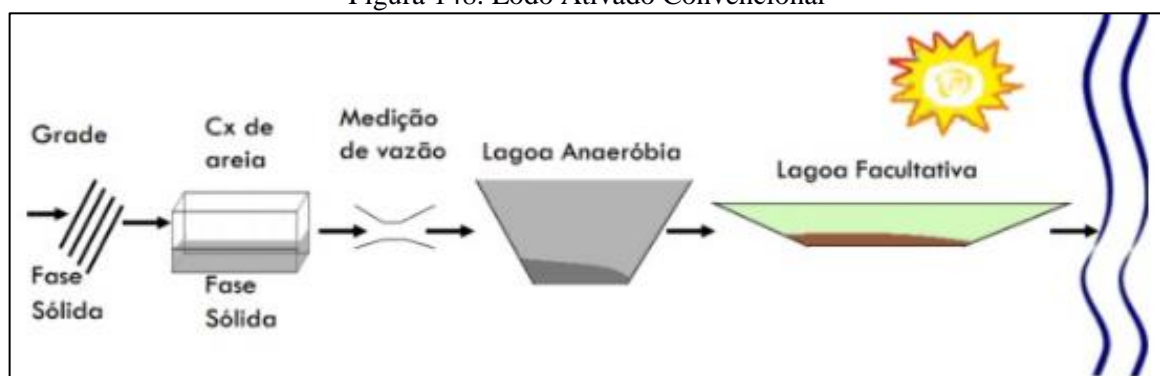 Figura 148: Lodo Ativado Convencional
Grade
Fase
Sólida
Cx de
areia
Fase
Sólida
Medição
de vazão
Lagoa Anaeróbia
Lagoa Facultativa